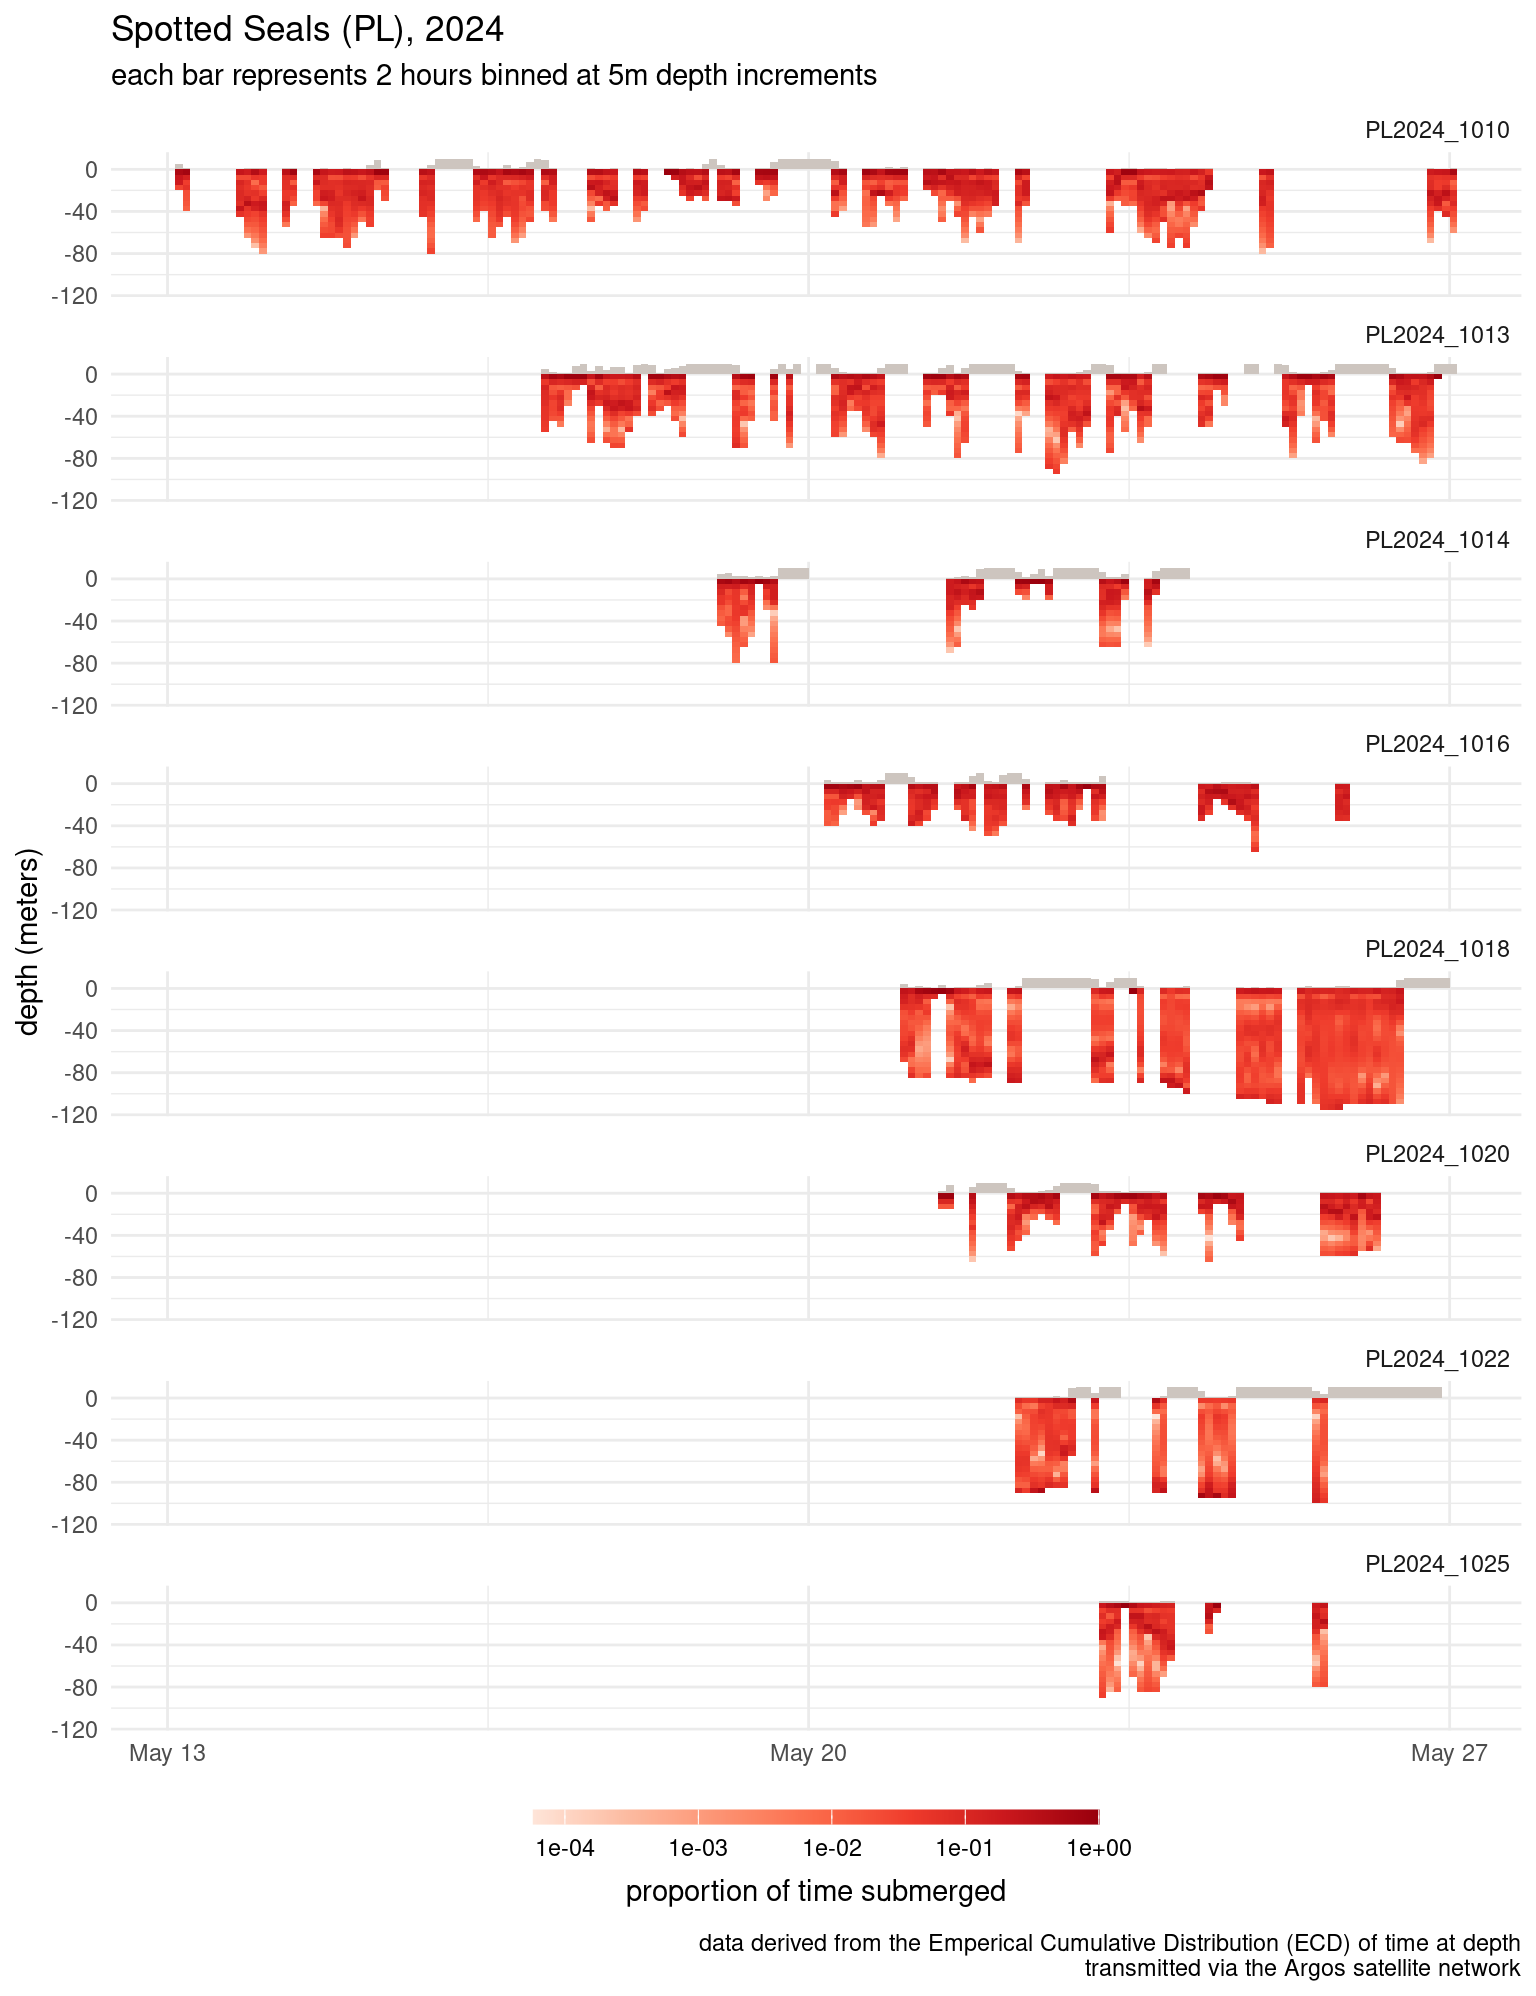 Spotted Seals (PL), 2024
each bar represents 2 hours binned at 5m depth increments
PL2024_1010
0
-40
-80
-120
PL2024_1013
0
-40
-80
-120
PL2024_1014
0
-40
-80
-120
PL2024_1016
0
-40
-80
-120
depth (meters)
PL2024_1018
0
-40
-80
-120
PL2024_1020
0
-40
-80
-120
PL2024_1022
0
-40
-80
-120
PL2024_1025
0
-40
-80
-120
May 13 May 20 May 27
1e-04 1e-03 1e-02 1e-01 1e+00
proportion of time submerged
data derived from the Emperical Cumulative Distribution (ECD) of time at depth
transmitted via the Argos satellite network